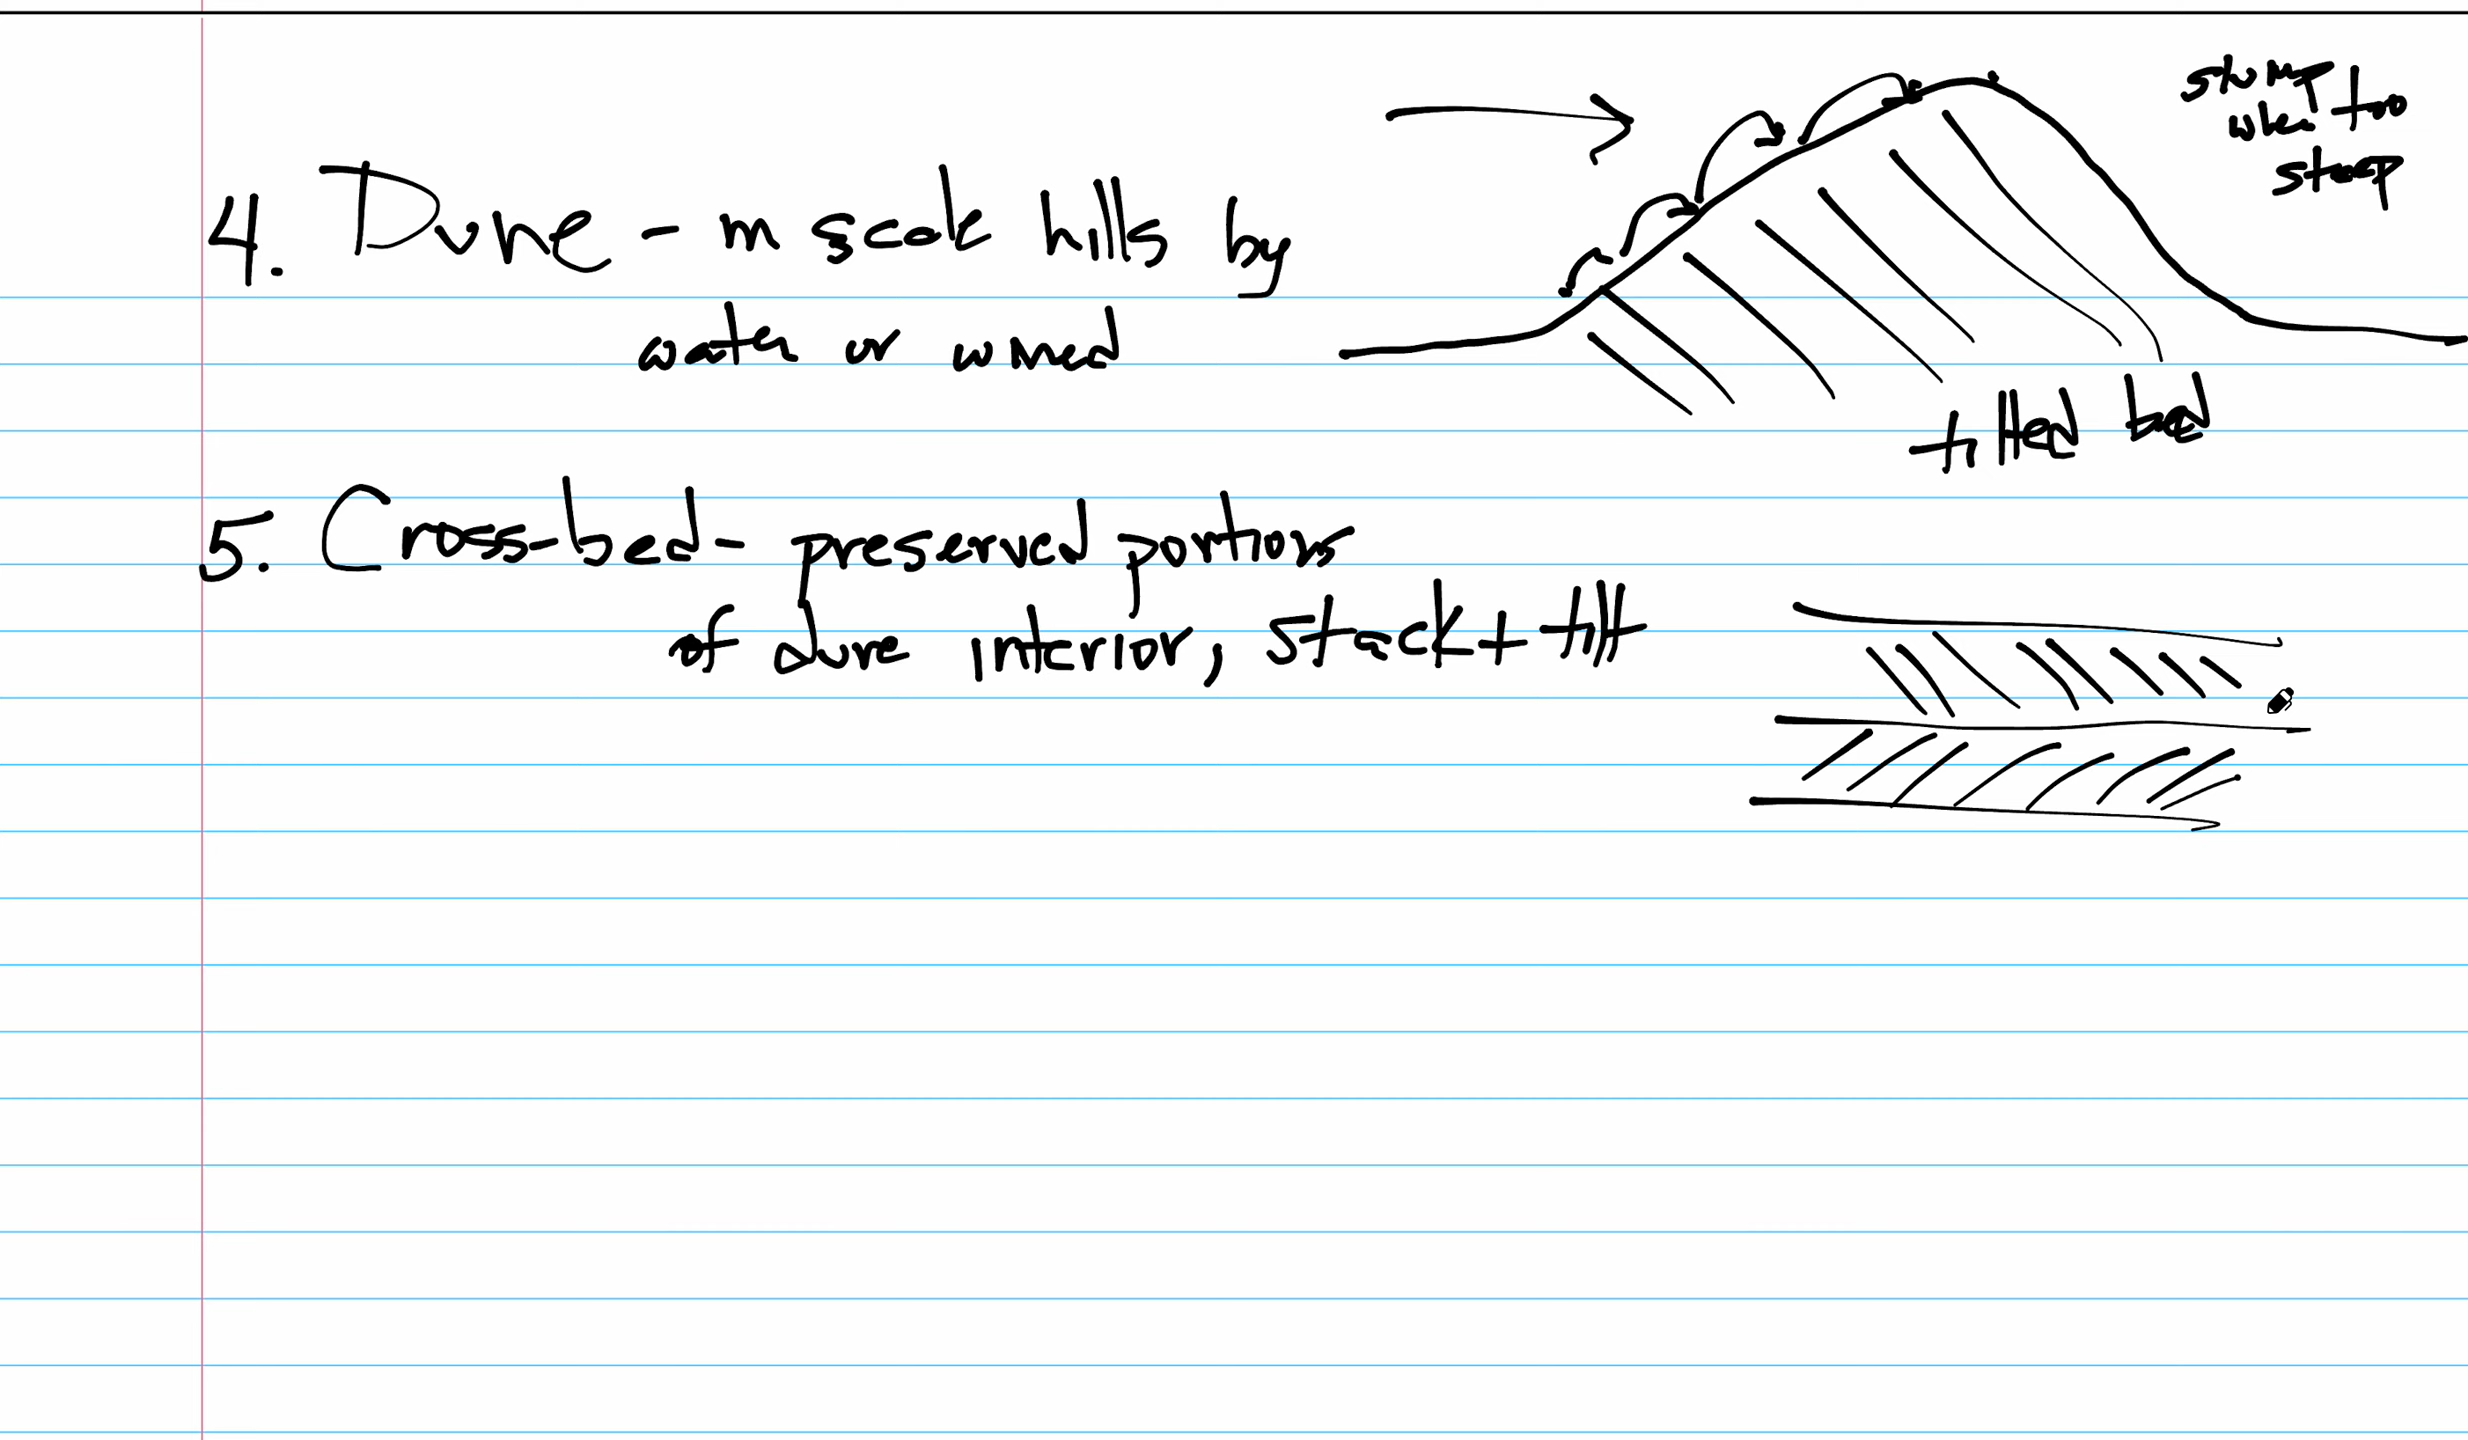 4. Dune - m scale hills by
water or wind
slump
when too
steep
tilted bed
5. Cross-bed- preserved portions
of dune interior, stack + tilt